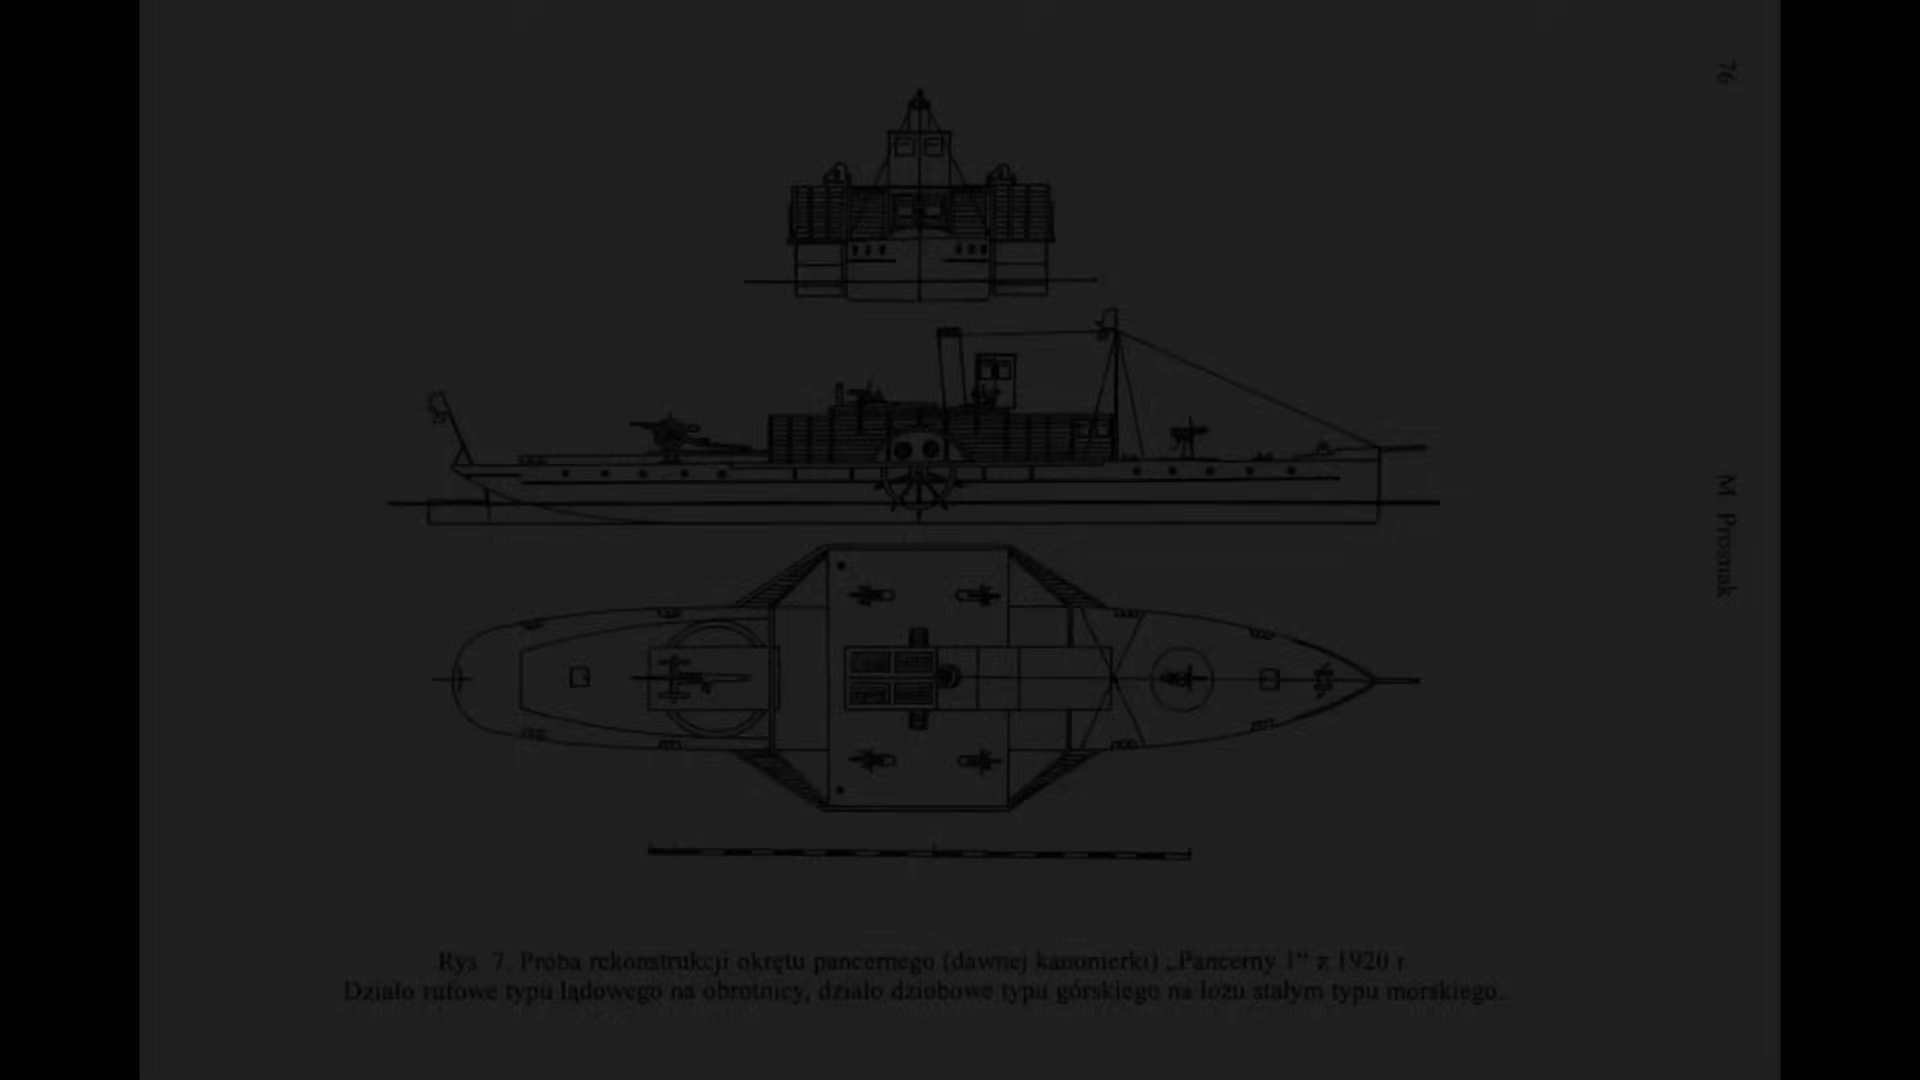 76
M Prosnak
Rys 7. Próba rekonstrukcji okrętu pancernego (dawnej kanonierki) „Pancerny 1” z 1920 r
Działo rufowe typu lądowego na obrotnicy, działo dziobowe typu górskiego na łożu stałym typu morskiego.